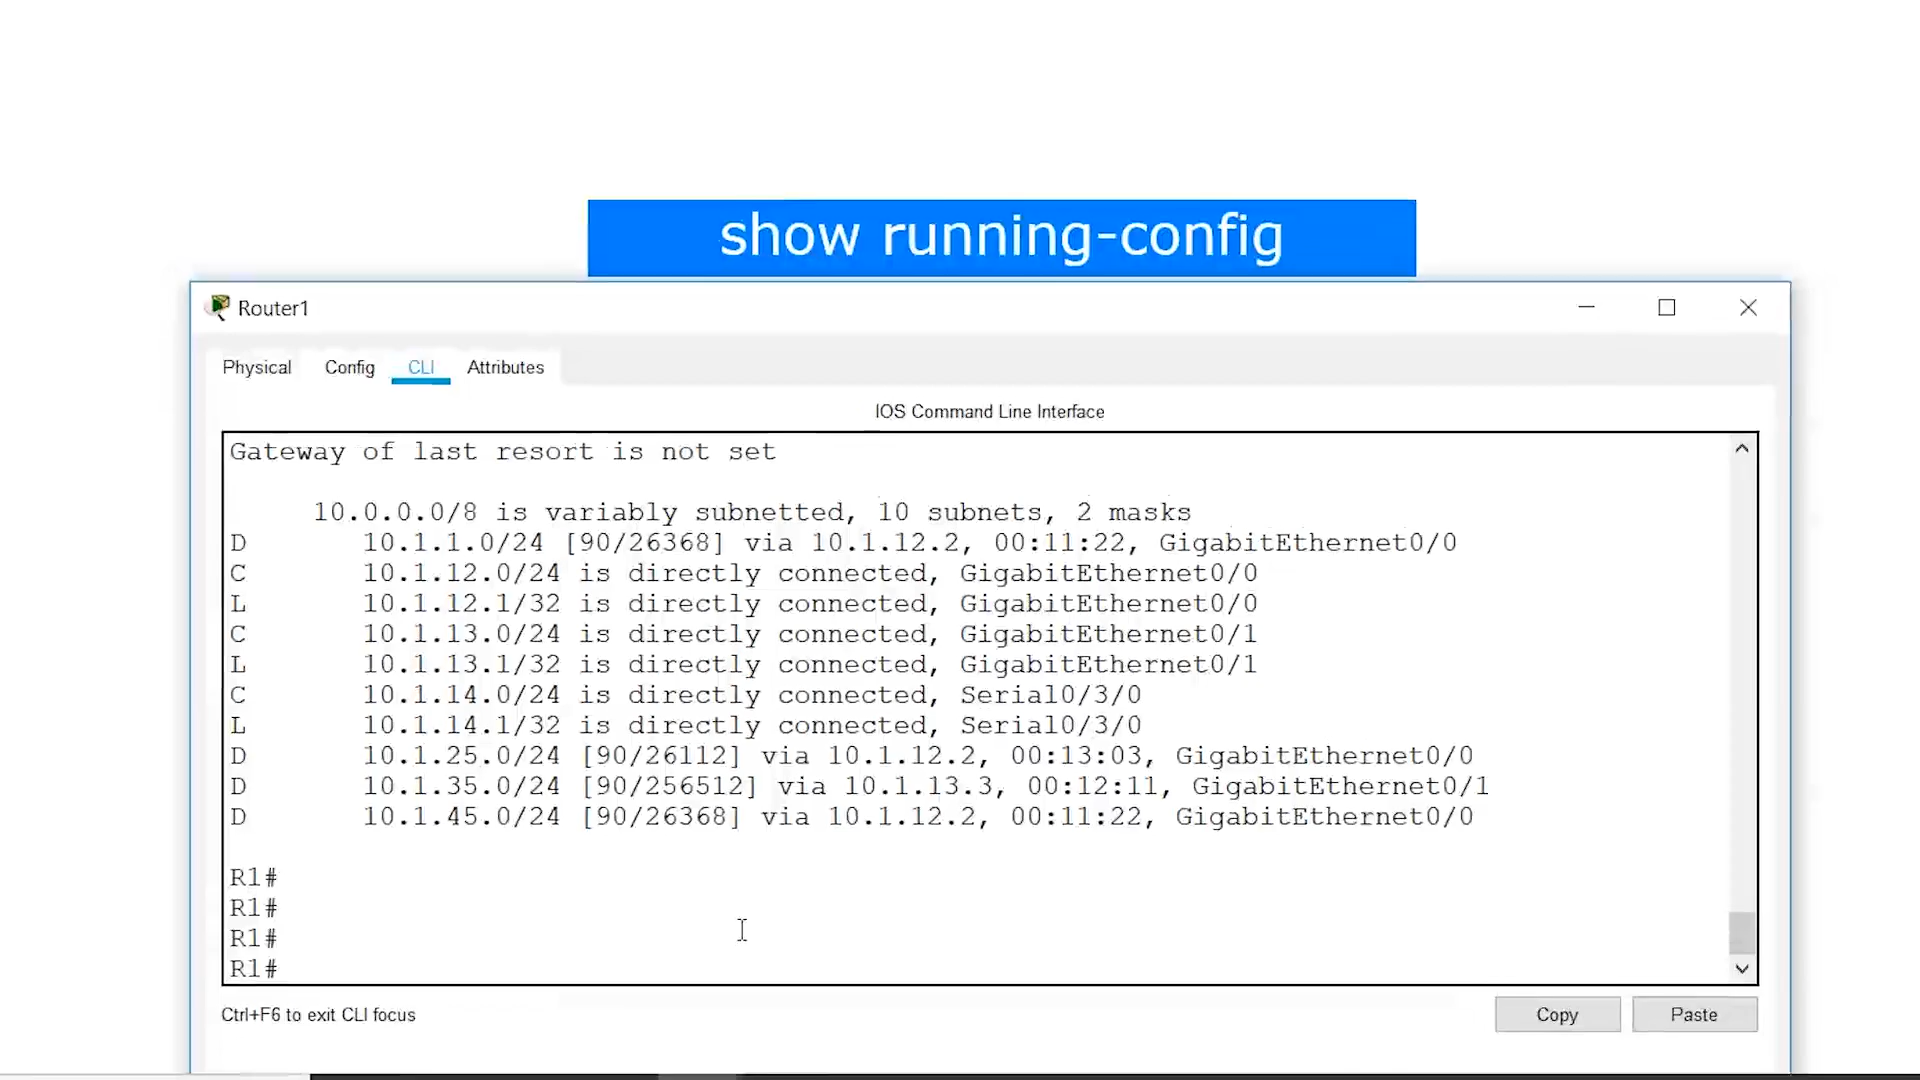 show running-config
Router1
Physical Config CLI Attributes
IOS Command Line Interface
Gateway of last resort is not set
10.0.0.0/8 is variably subnetted, 10 subnets, 2 masks
D 10.1.1.0/24 [90/26368] via 10.1.12.2, 00:11:22, GigabitEthernet0/0
C 10.1.12.0/24 is directly connected, GigabitEthernet0/0
L 10.1.12.1/32 is directly connected, GigabitEthernet0/0
C 10.1.13.0/24 is directly connected, GigabitEthernet0/1
L 10.1.13.1/32 is directly connected, GigabitEthernet0/1
C 10.1.14.0/24 is directly connected, Serial0/3/0
L 10.1.14.1/32 is directly connected, Serial0/3/0
D 10.1.25.0/24 [90/26112] via 10.1.12.2, 00:13:03, GigabitEthernet0/0
D 10.1.35.0/24 [90/256512] via 10.1.13.3, 00:12:11, GigabitEthernet0/1
D 10.1.45.0/24 [90/26368] via 10.1.12.2, 00:11:22, GigabitEthernet0/0
R1#
R1#
R1#
R1#
Ctrl+F6 to exit CLI focus
Copy Paste